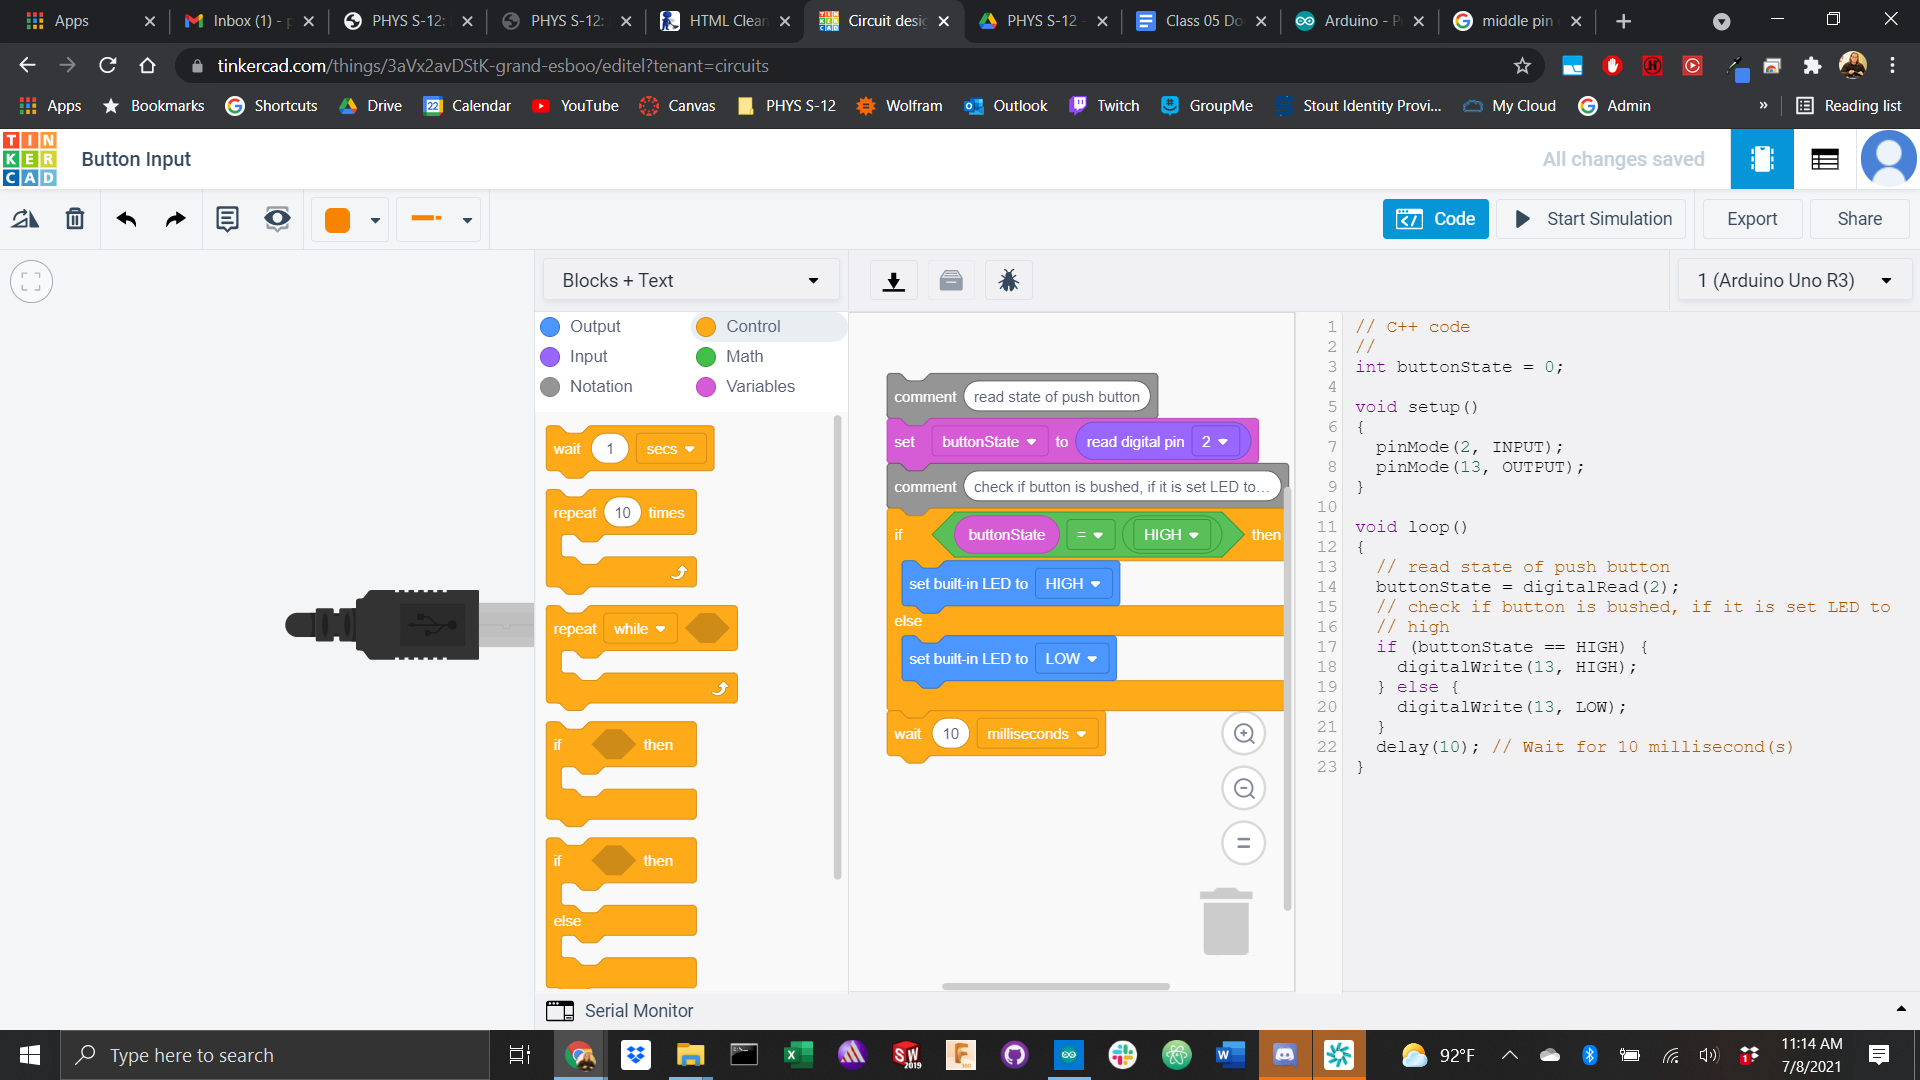 Apps
Inbox (1) - p
PHYS S-12:
PHYS S-12:
HTML Clean
Circuit desig
PHYS S-12 -
Class 05 Do
Arduino - P
middle pin
tinkercad.com/things/3aVx2avDStK-grand-esboo/editel?tenant=circuits
Apps
Bookmarks
Shortcuts
Drive
Calendar
YouTube
Canvas
PHYS S-12
Wolfram
Outlook
Twitch
GroupMe
Stout Identity Provi...
My Cloud
Admin
»
Reading list
TIN
KER
CAD
Button Input
All changes saved
Code
Start Simulation
Export
Share
Blocks + Text
1 (Arduino Uno R3)
Output
Control
Input
Math
Notation
Variables
wait 1 secs
repeat 10 times
repeat while
if then
if then
else
comment read state of push button
set buttonState to read digital pin 2
comment check if button is bushed, if it is set LED to...
if buttonState = HIGH then
set built-in LED to HIGH
else
set built-in LED to LOW
wait 10 milliseconds
1 // C++ code
2 //
3 int buttonState = 0;
4
5 void setup()
6 {
7 pinMode(2, INPUT);
8 pinMode(13, OUTPUT);
9 }
10
11 void loop()
12 {
13 // read state of push button
14 buttonState = digitalRead(2);
15 // check if button is bushed, if it is set LED to
16 // high
17 if (buttonState == HIGH) {
18 digitalWrite(13, HIGH);
19 } else {
20 digitalWrite(13, LOW);
21 }
22 delay(10); // Wait for 10 millisecond(s)
23 }
Serial Monitor
Type here to search
92°F
11:14 AM
7/8/2021